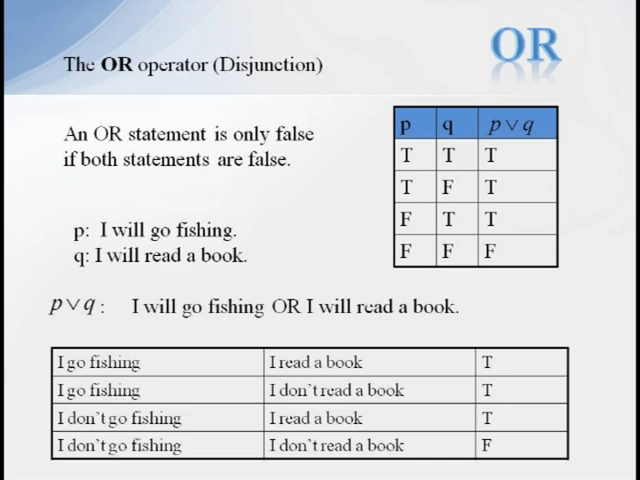 OR
The OR operator (Disjunction)
An OR statement is only false
if both statements are false.
p q p ∨ q
T T T
T F T
F T T
F F F
p: I will go fishing.
q: I will read a book.
p ∨ q : I will go fishing OR I will read a book.
I go fishing I read a book T
I go fishing I don't read a book T
I don't go fishing I read a book T
I don't go fishing I don't read a book F